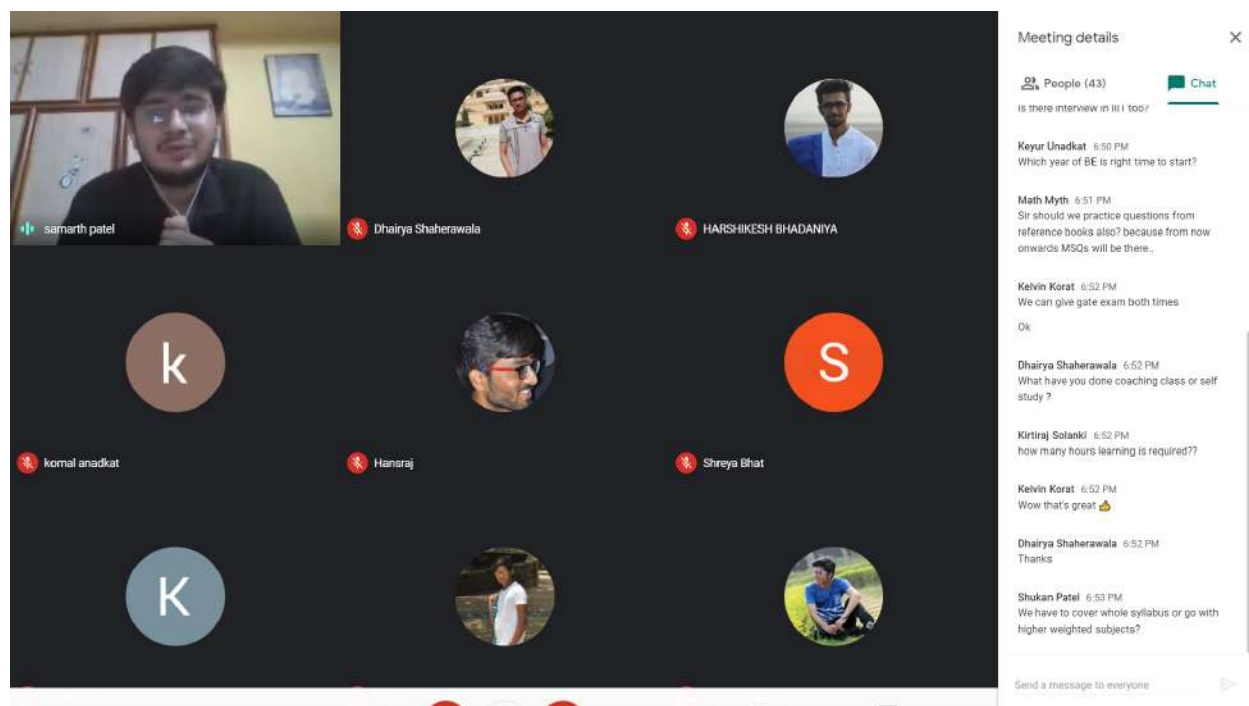 samarth patel
Dhairya Shaherawala
HARSHIKESH BHADANIYA
k
komal anadkat
Hansraj
S
Shreya Bhat
K
Meeting details
People (43)
Chat
is there interview in IIIT too?
Keyur Unadkat 6:50 PM
Which year of BE is right time to start?
Math Myth 6:51 PM
Sir should we practice questions from
reference books also? because from now
onwards MSQs will be there..
Kelvin Korat 6:52 PM
We can give gate exam both times
Ok
Dhairya Shaherawala 6:52 PM
What have you done coaching class or self
study ?
Kirtiraj Solanki 6:52 PM
how many hours learning is required??
Kelvin Korat 6:52 PM
Wow that's great 👍
Dhairya Shaherawala 6:52 PM
Thanks
Shukan Patel 6:53 PM
We have to cover whole syllabus or go with
higher weighted subjects?
Send a message to everyone